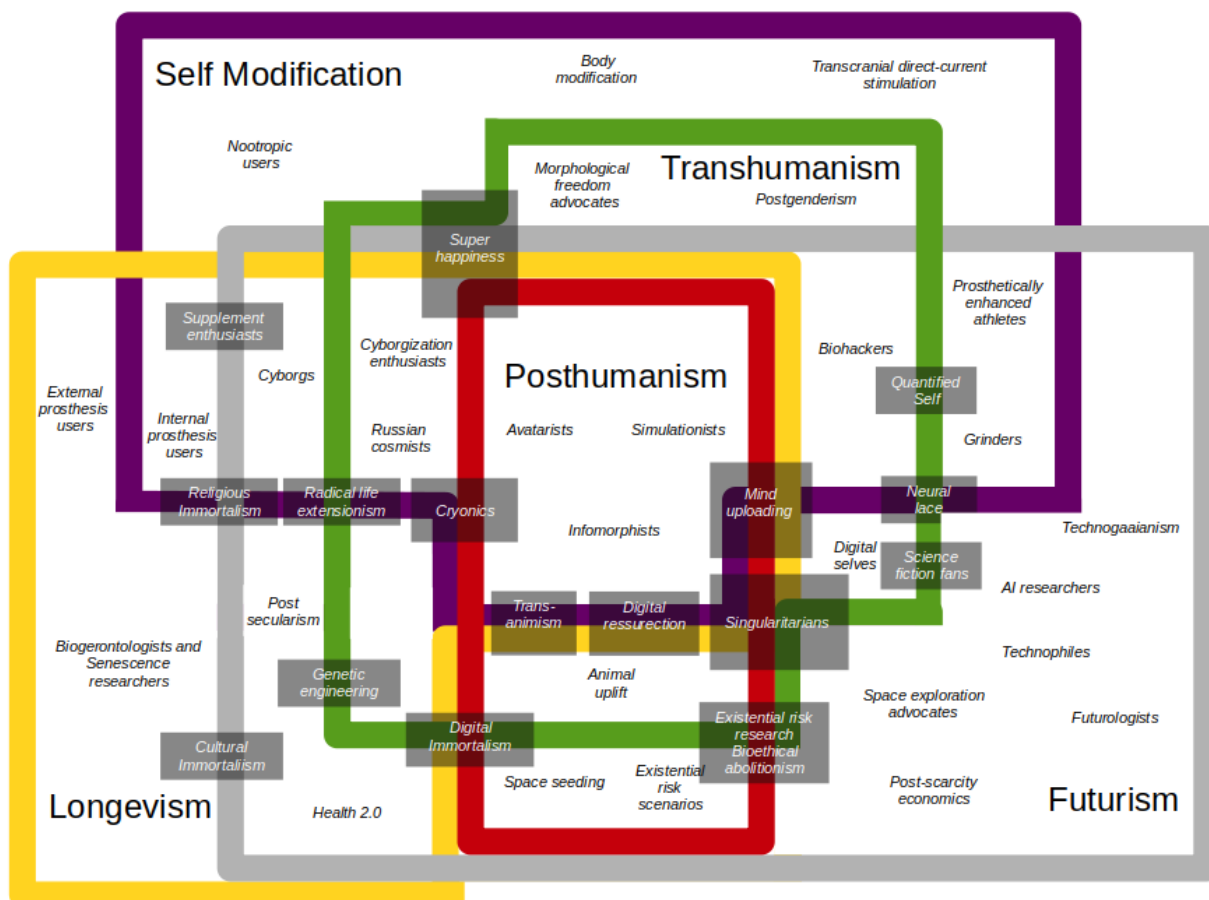 Self Modification
Body
modification
Transcranial direct-current
stimulation
Nootropic
users
Transhumanism
Morphological
freedom
advocates
Postgenderism
Super
happiness
Supplement
enthusiasts
Prosthetically
enhanced
athletes
Cyborgization
enthusiasts
Biohackers
Cyborgs
Posthumanism
Quantified
Self
External
prosthesis
users
Internal
prosthesis
users
Russian
cosmists
Avatarists
Simulationists
Grinders
Religious
Immortalism
Radical life
extensionism
Cryonics
Mind
uploading
Neural
lace
Infomorphists
Technogaaianism
Digital
selves
Science
fiction fans
AI researchers
Post
secularism
Trans-
animism
Digital
ressurection
Singularitarians
Biogerontologists and
Senescence
researchers
Technophiles
Genetic
engineering
Animal
uplift
Space exploration
advocates
Futurologists
Digital
Immortalism
Existential risk
research
Bioethical
abolitionism
Cultural
Immortaliism
Space seeding
Existential
risk
scenarios
Post-scarcity
economics
Longevism
Health 2.0
Futurism